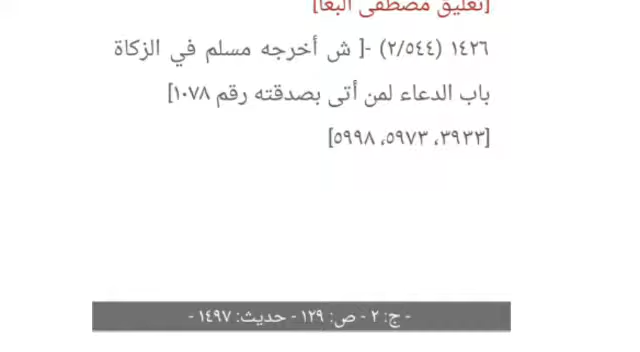 [تعليق مصطفى البغا]
١٤٢٦ (٢/٥٤٤) -[ ش أخرجه مسلم في الزكاة
باب الدعاء لمن أتى بصدقته رقم ١٠٧٨]
[٣٩٣٣، ٥٩٧٣، ٥٩٩٨]
- ج: ٢ - ص: ١٢٩ - حديث: ١٤٩٧ -